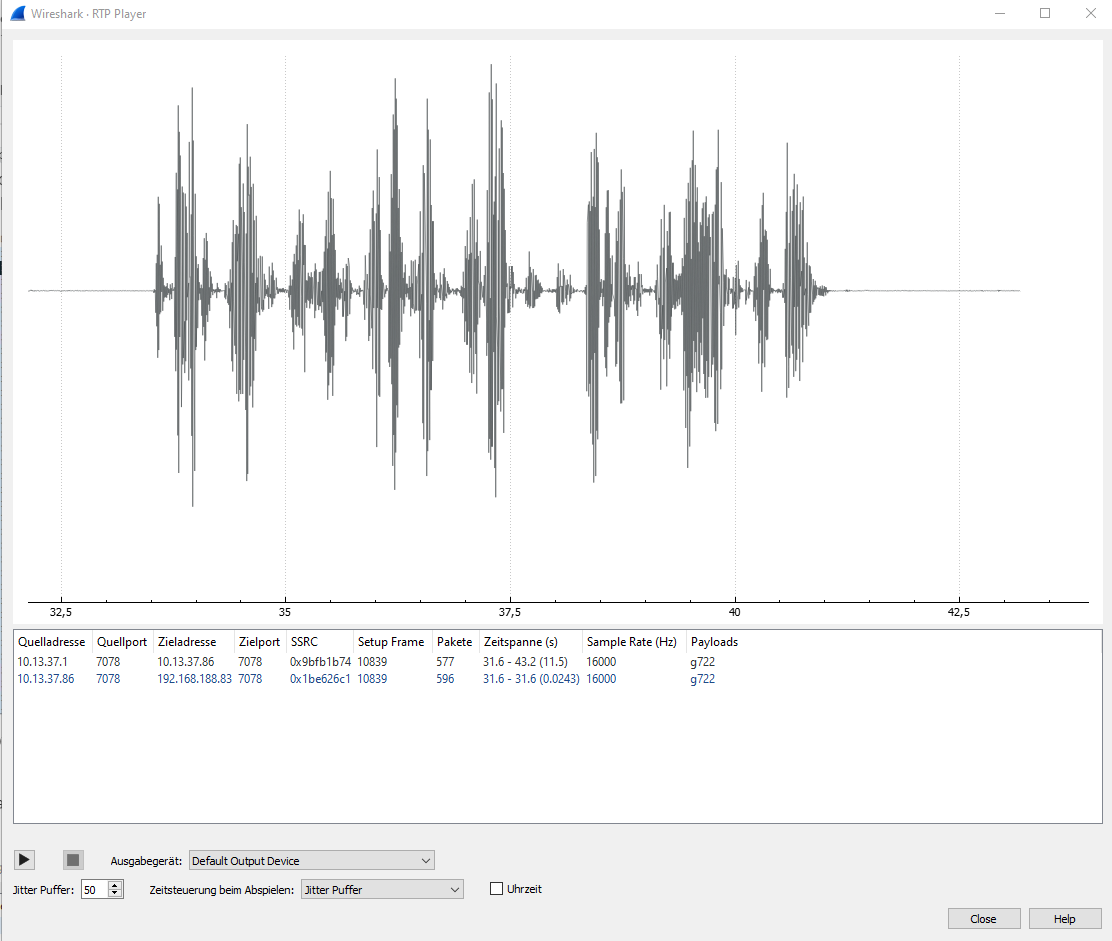 Wireshark · RTP Player
32,5 35 37,5 40 42,5
Quelladresse Quellport Zieladresse Zielport SSRC Setup Frame Pakete Zeitspanne (s) Sample Rate (Hz) Payloads
10.13.37.1 7078 10.13.37.86 7078 0x9bfb1b74 10839 577 31.6 - 43.2 (11.5) 16000 g722
10.13.37.86 7078 192.168.188.83 7078 0x1be626c1 10839 596 31.6 - 31.6 (0.0243) 16000 g722
Ausgabegerät: Default Output Device
Jitter Puffer: 50 Zeitsteuerung beim Abspielen: Jitter Puffer Uhrzeit
Close Help